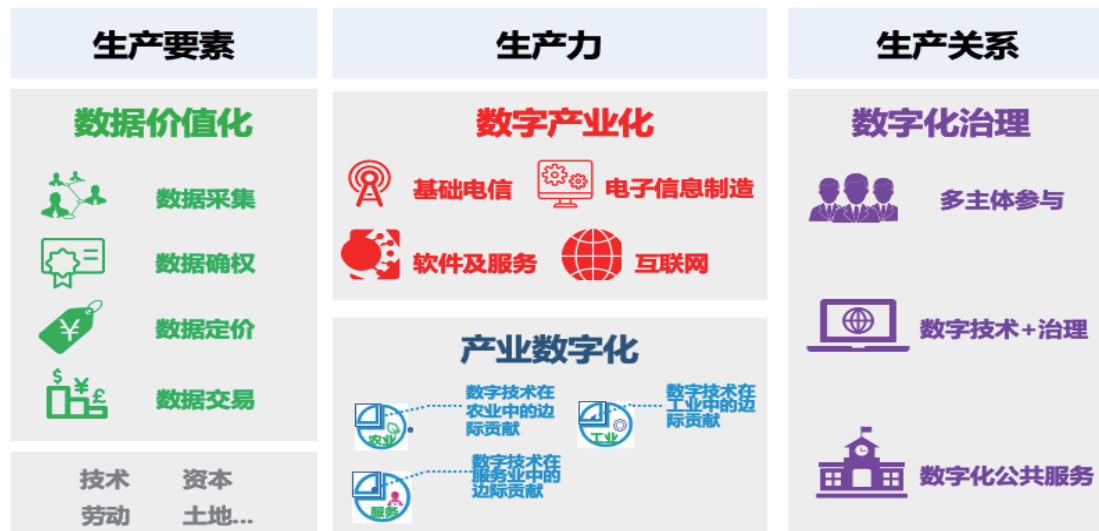 生产要素
生产力
生产关系
数据价值化
数据采集
数据确权
¥
数据定价
$ ¥ £
数据交易
技术 资本
劳动 土地...
数字产业化
基础电信
电子信息制造
软件及服务
互联网
产业数字化
农业
数字技术在
农业中的边
际贡献
工业
数字技术在
工业中的边
际贡献
服务
数字技术在
服务业中的
边际贡献
数字化治理
多主体参与
数字技术+治理
数字化公共服务